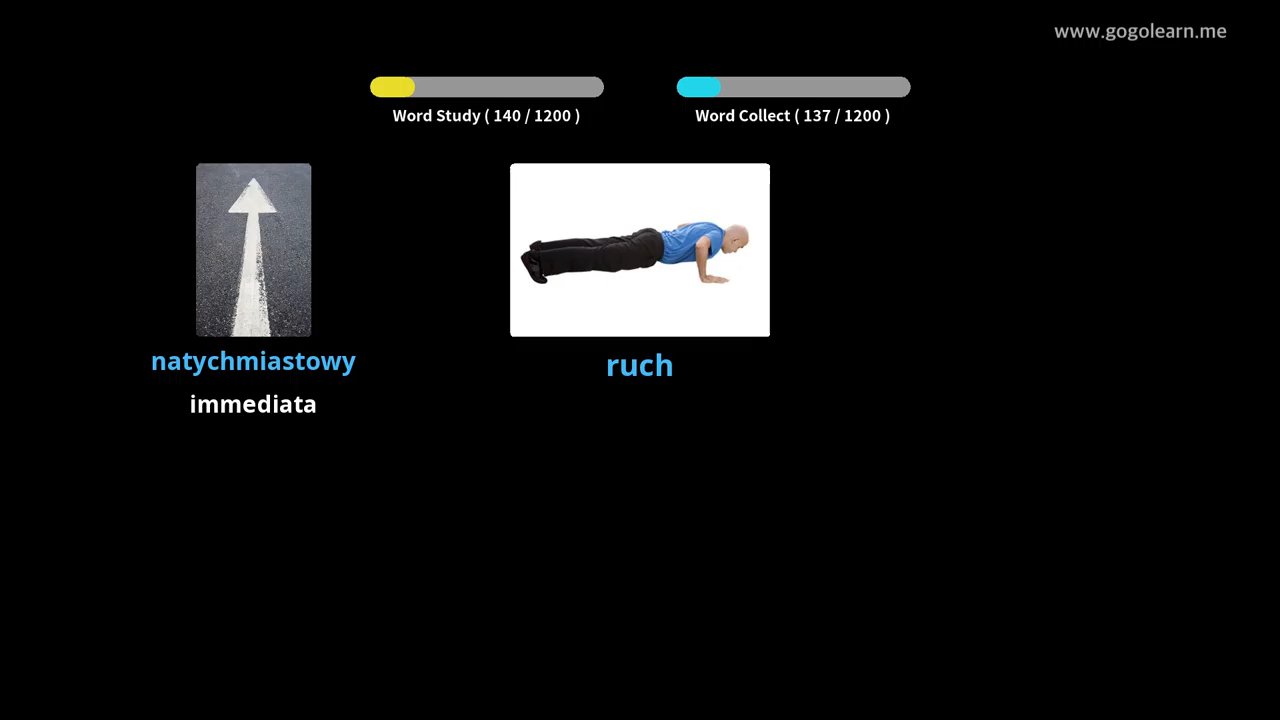 www.gogolearn.me
Word Study ( 140 / 1200 )
Word Collect ( 137 / 1200 )
natychmiastowy
immediata
ruch